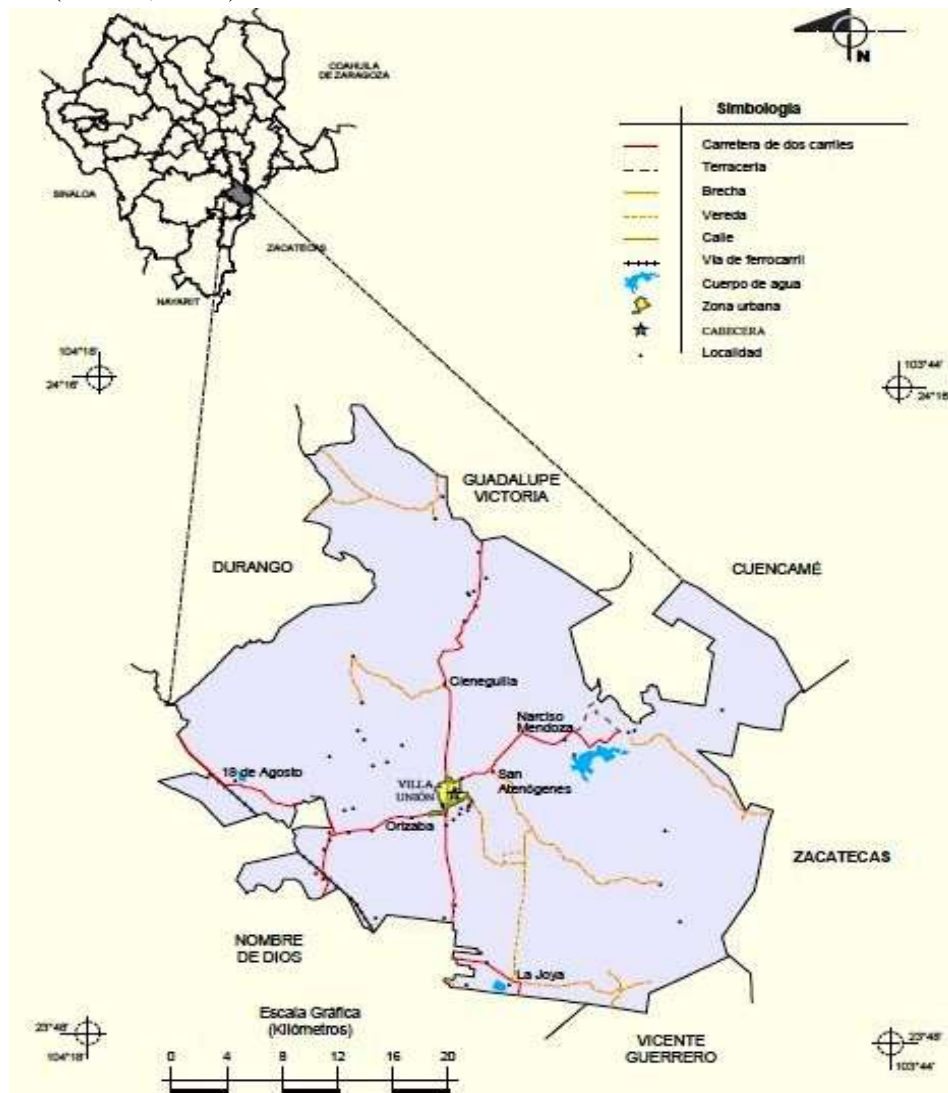 COAHUILA
DE ZARAGOZA
SINALOA
ZACATECAS
NAYARIT
N
Simbología
Carretera de dos carriles
Terracería
Brecha
Vereda
Calle
Vía de ferrocarril
Cuerpo de agua
Zona urbana
CABECERA
Localidad
104°18'
24°18'
103°44'
24°18'
GUADALUPE
VICTORIA
DURANGO
CUENCAMÉ
Cieneguilla
Narciso
Mendoza
18 de Agosto
VILLA
UNIÓN
San
Atenógenes
Orizaba
ZACATECAS
NOMBRE
DE DIOS
La Joya
Escala Gráfica
(Kilómetros)
0 4 8 12 16 20
VICENTE
GUERRERO
23°48'
104°18'
23°48'
103°44'